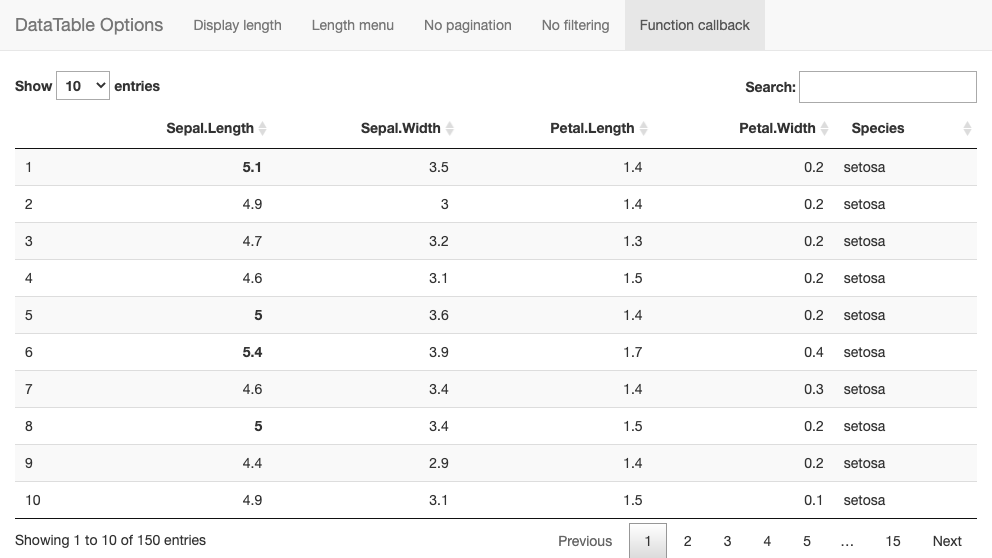 DataTable Options Display length Length menu No pagination No filtering Function callback
Show 10 entries Search:
Sepal.Length Sepal.Width Petal.Length Petal.Width Species
1 5.1 3.5 1.4 0.2 setosa
2 4.9 3 1.4 0.2 setosa
3 4.7 3.2 1.3 0.2 setosa
4 4.6 3.1 1.5 0.2 setosa
5 5 3.6 1.4 0.2 setosa
6 5.4 3.9 1.7 0.4 setosa
7 4.6 3.4 1.4 0.3 setosa
8 5 3.4 1.5 0.2 setosa
9 4.4 2.9 1.4 0.2 setosa
10 4.9 3.1 1.5 0.1 setosa
Showing 1 to 10 of 150 entries Previous 1 2 3 4 5 … 15 Next